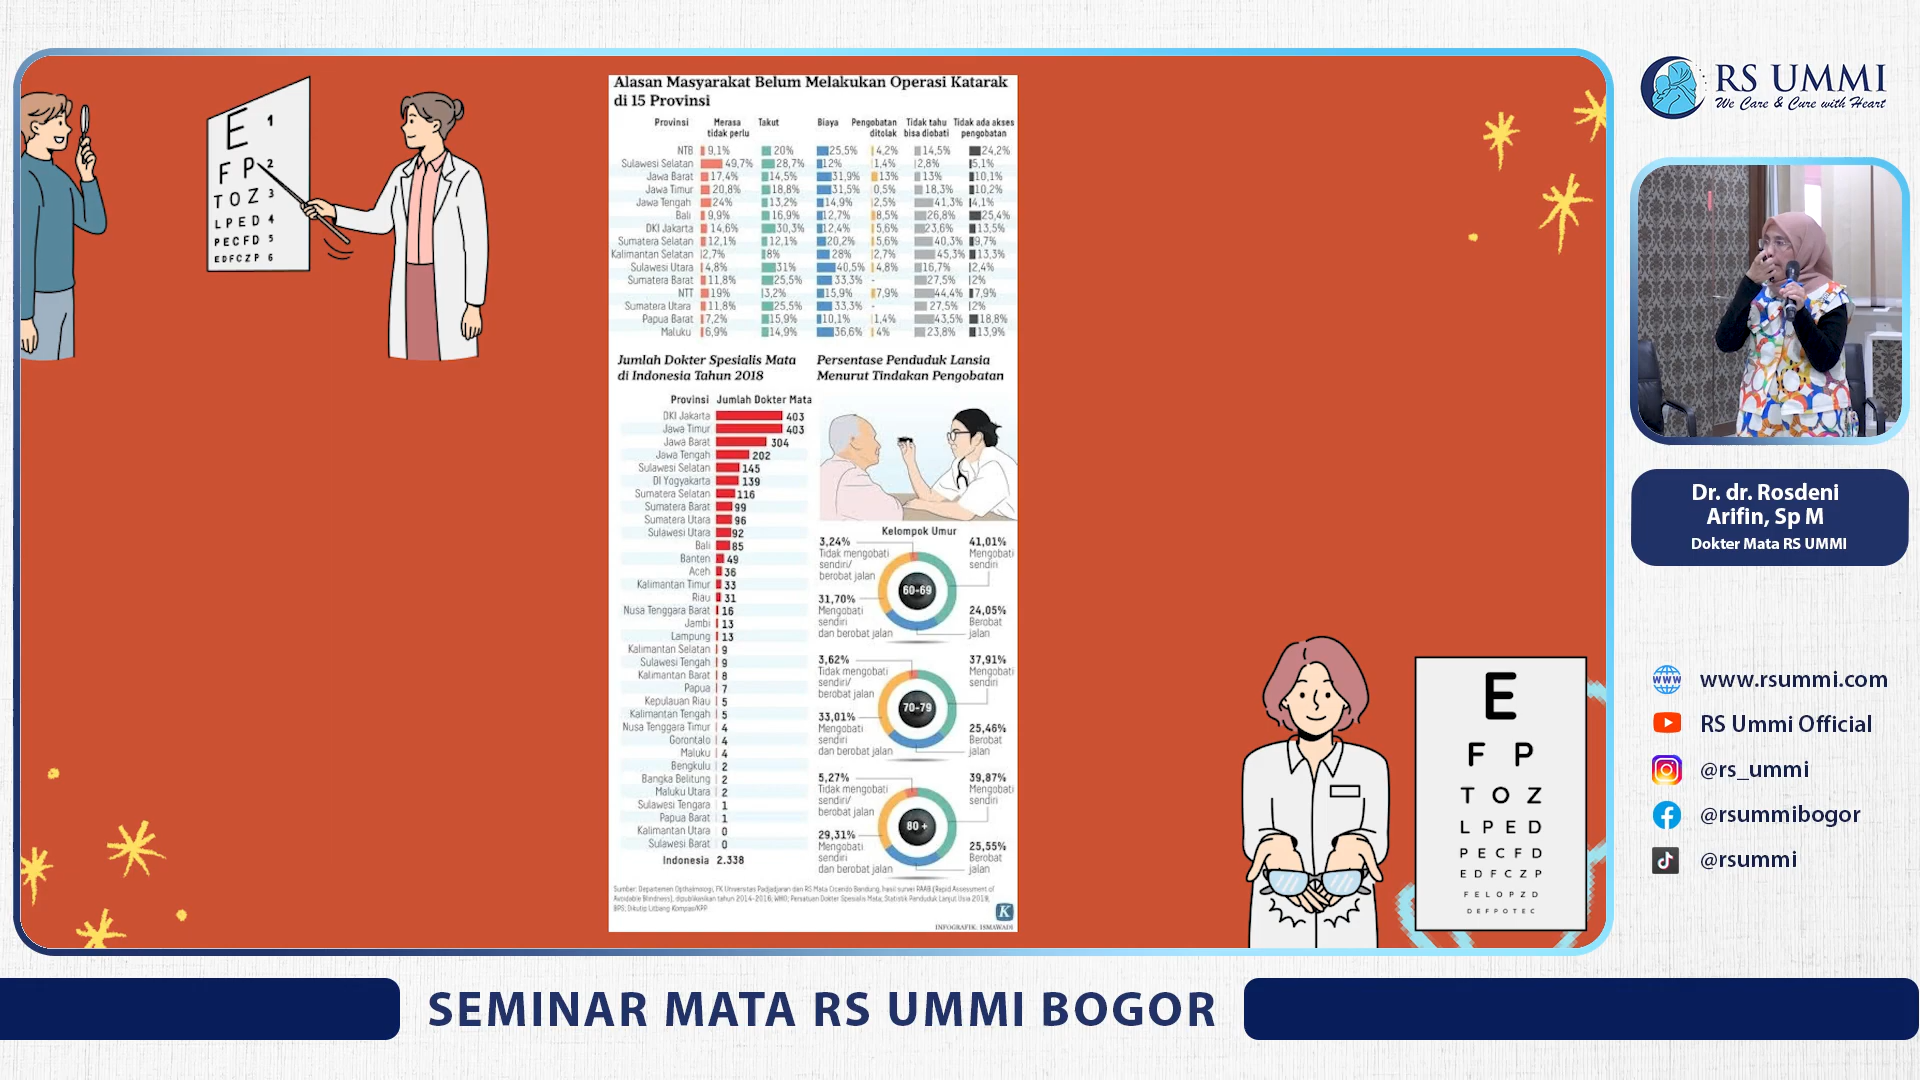 Alasan Masyarakat Belum Melakukan Operasi Katarak
di 15 Provinsi
Provinsi Merasa tidak perlu Takut Biaya Pengobatan ditolak Tidak tahu bisa diobati Tidak ada akses pengobatan
NTB 9,1% 20% 25,5% 4,2% 14,5% 24,2%
Sulawesi Selatan 49,7% 28,7% 12% 1,4% 2,8% 5,1%
Jawa Barat 17,4% 14,5% 31,9% 13% 13% 10,1%
Jawa Timur 20,8% 18,8% 31,5% 0,5% 18,3% 10,2%
Jawa Tengah 24% 13,2% 14,9% 2,5% 41,3% 4,1%
Bali 9,9% 16,9% 12,7% 8,5% 26,8% 25,4%
DKI Jakarta 14,6% 30,3% 12,4% 5,6% 23,6% 13,5%
Sumatera Selatan 12,1% 12,1% 20,2% 5,6% 40,3% 9,7%
Kalimantan Selatan 2,7% 8% 28% 2,7% 45,3% 13,3%
Sulawesi Utara 4,8% 31% 40,5% 4,8% 16,7% 2,4%
Sumatera Barat 11,8% 25,5% 33,3% - 27,5% 2%
NTT 19% 3,2% 15,9% 7,9% 44,4% 7,9%
Sumatera Utara 11,8% 25,5% 33,3% - 27,5% 2%
Papua Barat 7,2% 15,9% 10,1% 1,4% 43,5% 18,8%
Maluku 6,9% 14,9% 36,6% 4% 23,8% 13,9%
Jumlah Dokter Spesialis Mata
di Indonesia Tahun 2018
Provinsi Jumlah Dokter Mata
DKI Jakarta 403
Jawa Timur 403
Jawa Barat 304
Jawa Tengah 202
Sulawesi Selatan 145
DI Yogyakarta 139
Sumatera Selatan 116
Sumatera Barat 99
Sumatera Utara 96
Sulawesi Utara 92
Bali 85
Banten 49
Aceh 36
Kalimantan Timur 33
Riau 31
Nusa Tenggara Barat 16
Jambi 13
Lampung 13
Kalimantan Selatan 9
Sulawesi Tengah 9
Kalimantan Barat 8
Papua 7
Kepulauan Riau 5
Kalimantan Tengah 5
Nusa Tenggara Timur 4
Gorontalo 4
Maluku 4
Bengkulu 2
Bangka Belitung 2
Maluku Utara 2
Sulawesi Tengara 1
Papua Barat 1
Kalimantan Utara 0
Sulawesi Barat 0
Indonesia 2.338
Persentase Penduduk Lansia
Menurut Tindakan Pengobatan
Kelompok Umur
60-69
3,24%
Tidak mengobati
sendiri/
berobat jalan
41,01%
Mengobati
sendiri
31,70%
Mengobati
sendiri
dan berobat jalan
24,05%
Berobat
jalan
70-79
3,62%
Tidak mengobati
sendiri/
berobat jalan
37,91%
Mengobati
sendiri
33,01%
Mengobati
sendiri
dan berobat jalan
25,46%
Berobat
jalan
80 +
5,27%
Tidak mengobati
sendiri/
berobat jalan
39,87%
Mengobati
sendiri
29,31%
Mengobati
sendiri
dan berobat jalan
25,55%
Berobat
jalan
K
INFOGRAFIK: ISMAWADI
E 1
F P 2
T O Z 3
L P E D 4
P E C F D 5
E D F C Z P 6
E
F P
T O Z
L P E D
P E C F D
E D F C Z P
F E L O P Z D
D E F P O T E C
RS UMMI
We Care & Cure with Heart
Dr. dr. Rosdeni
Arifin, Sp M
Dokter Mata RS UMMI
www
www.rsummi.com
RS Ummi Official
@rs_ummi
@rsummibogor
@rsummi
SEMINAR MATA RS UMMI BOGOR